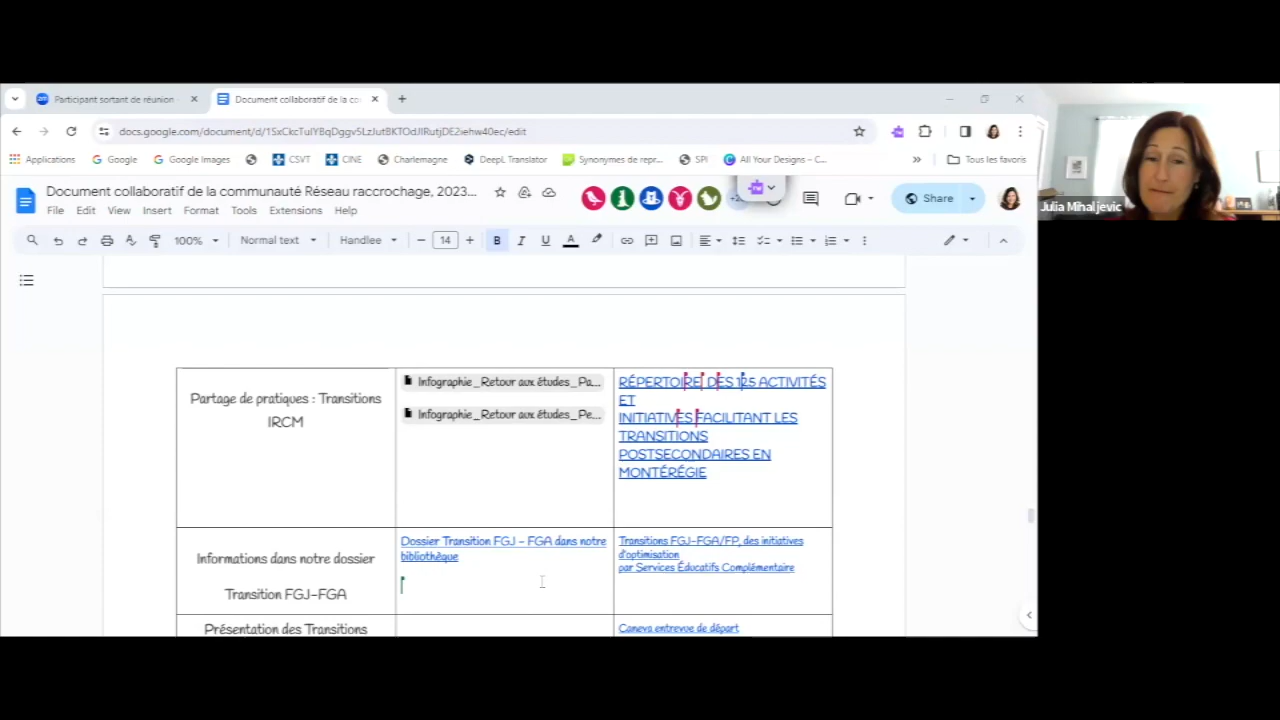 Participant sortant de réunion
Document collaboratif de la co
docs.google.com/document/d/
/edit
Applications
Google
Google Images
CSVT
CINE
Charlemagne
DeepL Translator
Synonymes de repr...
SPI
All Your Designs – C...
»
Tous les favoris
Document collaboratif de la communauté Réseau raccrochage, 2023...
File Edit View Insert Format Tools Extensions Help
Share
100%
Normal text
Handlee
14
B I U A
Julia Mihaljevic
Partage de pratiques : Transitions
IRCM
Infographie_Retour aux études_Pa...
Infographie_Retour aux études_Pe...
RÉPERTOIRE DES 125 ACTIVITÉS
ET
INITIATIVES FACILITANT LES
TRANSITIONS
POSTSECONDAIRES EN
MONTÉRÉGIE
Informations dans notre dossier
Transition FGJ-FGA
Dossier Transition FGJ - FGA dans notre
bibliothèque
Transitions FGJ-FGA/FP, des initiatives
d'optimisation
par Services Éducatifs Complémentaire
Présentation des Transitions
Caneva entrevue de départ